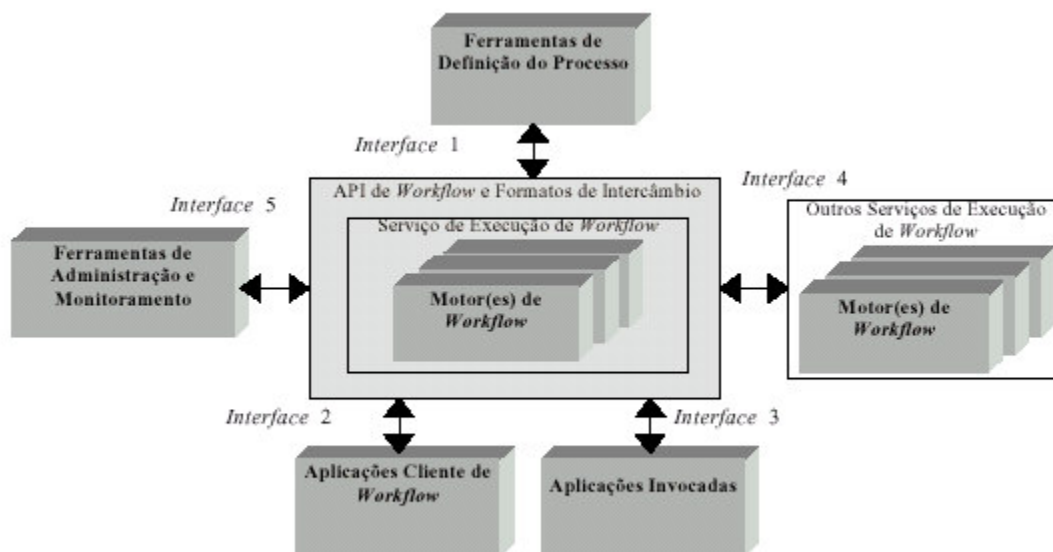 Ferramentas de
Definição do Processo
Interface 1
API de Workflow e Formatos de Intercâmbio
Interface 4
Interface 5
Serviço de Execução de Workflow
Outros Serviços de Execução
de Workflow
Ferramentas de
Administração e
Monitoramento
Motor(es) de
Workflow
Motor(es) de
Workflow
Interface 2
Interface 3
Aplicações Cliente de
Workflow
Aplicações Invocadas